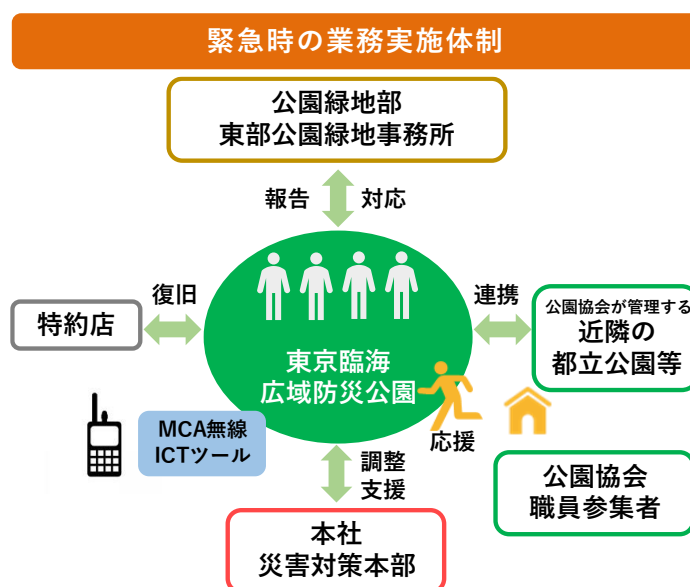 緊急時の業務実施体制
公園緑地部
東部公園緑地事務所
報告
対応
復旧
連携
特約店
公園協会が管理する
近隣の
都立公園等
東京臨海
広域防災公園
MCA無線
ICTツール
応援
調整
支援
公園協会
職員参集者
本社
災害対策本部